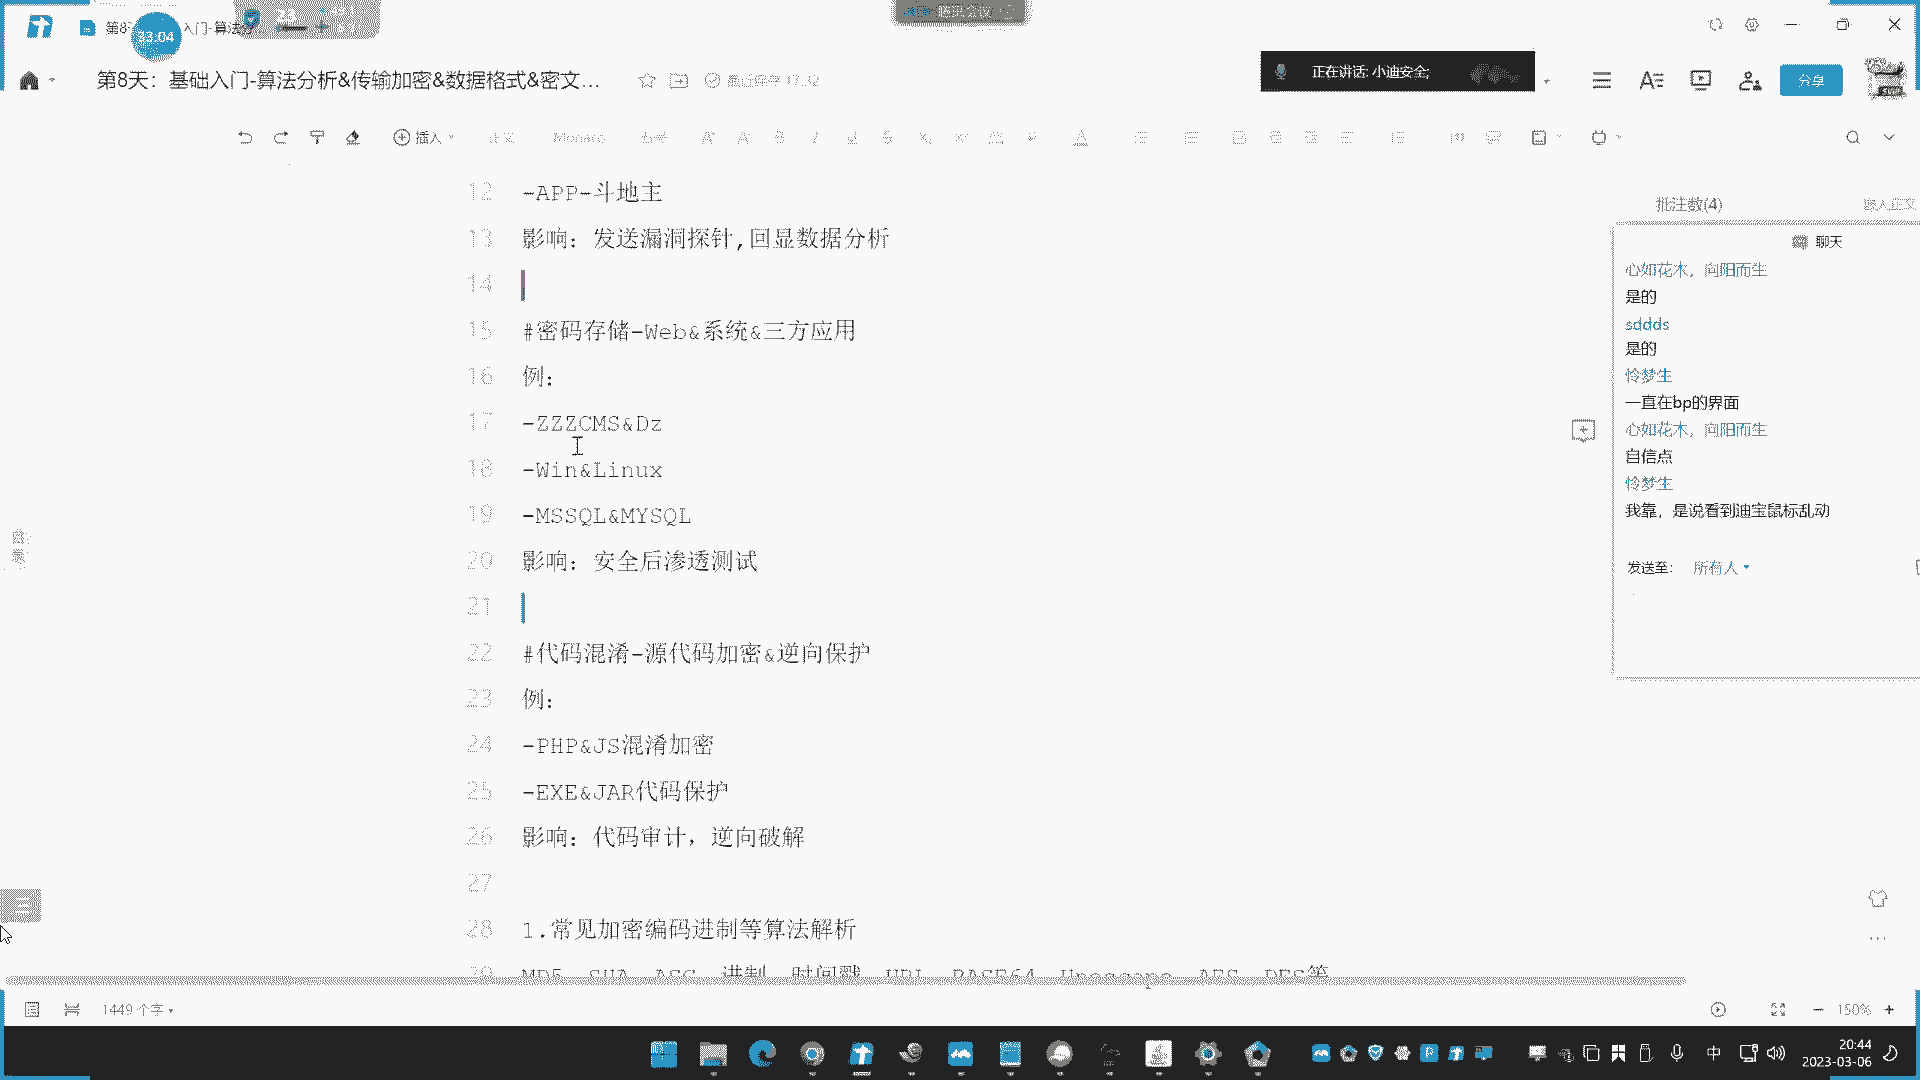 33:04
第8天：基础入门-算法分析&传输加密&数据格式&密文...
正在讲话: 小迪安全;
分享
插入
Monaco
12 -APP-斗地主
13 影响：发送漏洞探针,回显数据分析
14
15 #密码存储-Web&系统&三方应用
16 例：
17 -ZZZCMS&Dz
18 -Win&Linux
19 -MSSQL&MYSQL
20 影响：安全后渗透测试
21
22 #代码混淆-源代码加密&逆向保护
23 例：
24 -PHP&JS混淆加密
25 -EXE&JAR代码保护
26 影响：代码审计，逆向破解
27
28 1.常见加密编码进制等算法解析
29 MD5、SHA、ASC、进制、时间戳、URL、BASE64、Unescape、AES、DES等
批注数(4)
聊天
心如花木，向阳而生
是的
sddds
是的
怜梦生
一直在bp的界面
心如花木，向阳而生
自信点
怜梦生
我靠，是说看到迪宝鼠标乱动
发送至： 所有人
1449 个字
150%
中
20:44
2023-03-06